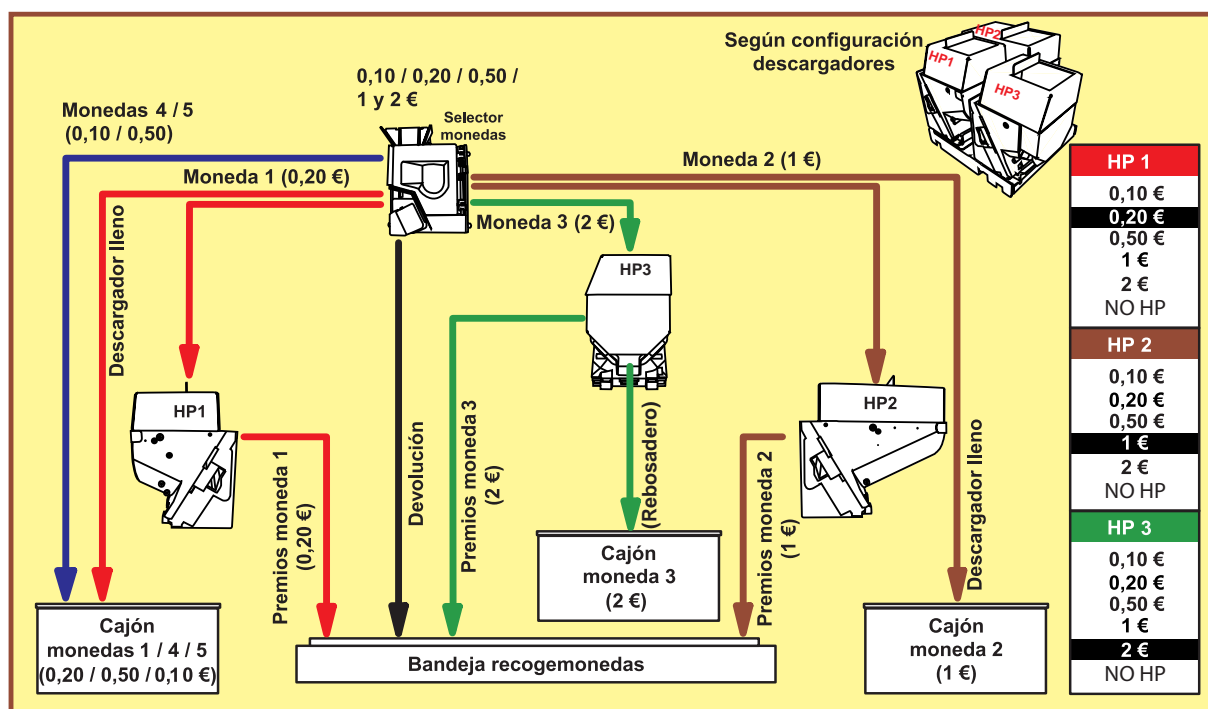 Según configuración
descargadores
HP2
HP1
HP3
0,10 / 0,20 / 0,50 /
1 y 2 €
Selector
monedas
Monedas 4 / 5
(0,10 / 0,50)
Moneda 1 (0,20 €)
Moneda 2 (1 €)
Moneda 3 (2 €)
Descargador lleno
HP1
HP3
HP2
Premios moneda 1
(0,20 €)
Devolución
Premios moneda 3
(2 €)
(Rebosadero)
Premios moneda 2
(1 €)
Descargador lleno
Cajón
monedas 1 / 4 / 5
(0,20 / 0,50 / 0,10 €)
Bandeja recogemonedas
Cajón
moneda 3
(2 €)
Cajón
moneda 2
(1 €)
HP 1
0,10 €
0,20 €
0,50 €
1 €
2 €
NO HP
HP 2
0,10 €
0,20 €
0,50 €
1 €
2 €
NO HP
HP 3
0,10 €
0,20 €
0,50 €
1 €
2 €
NO HP